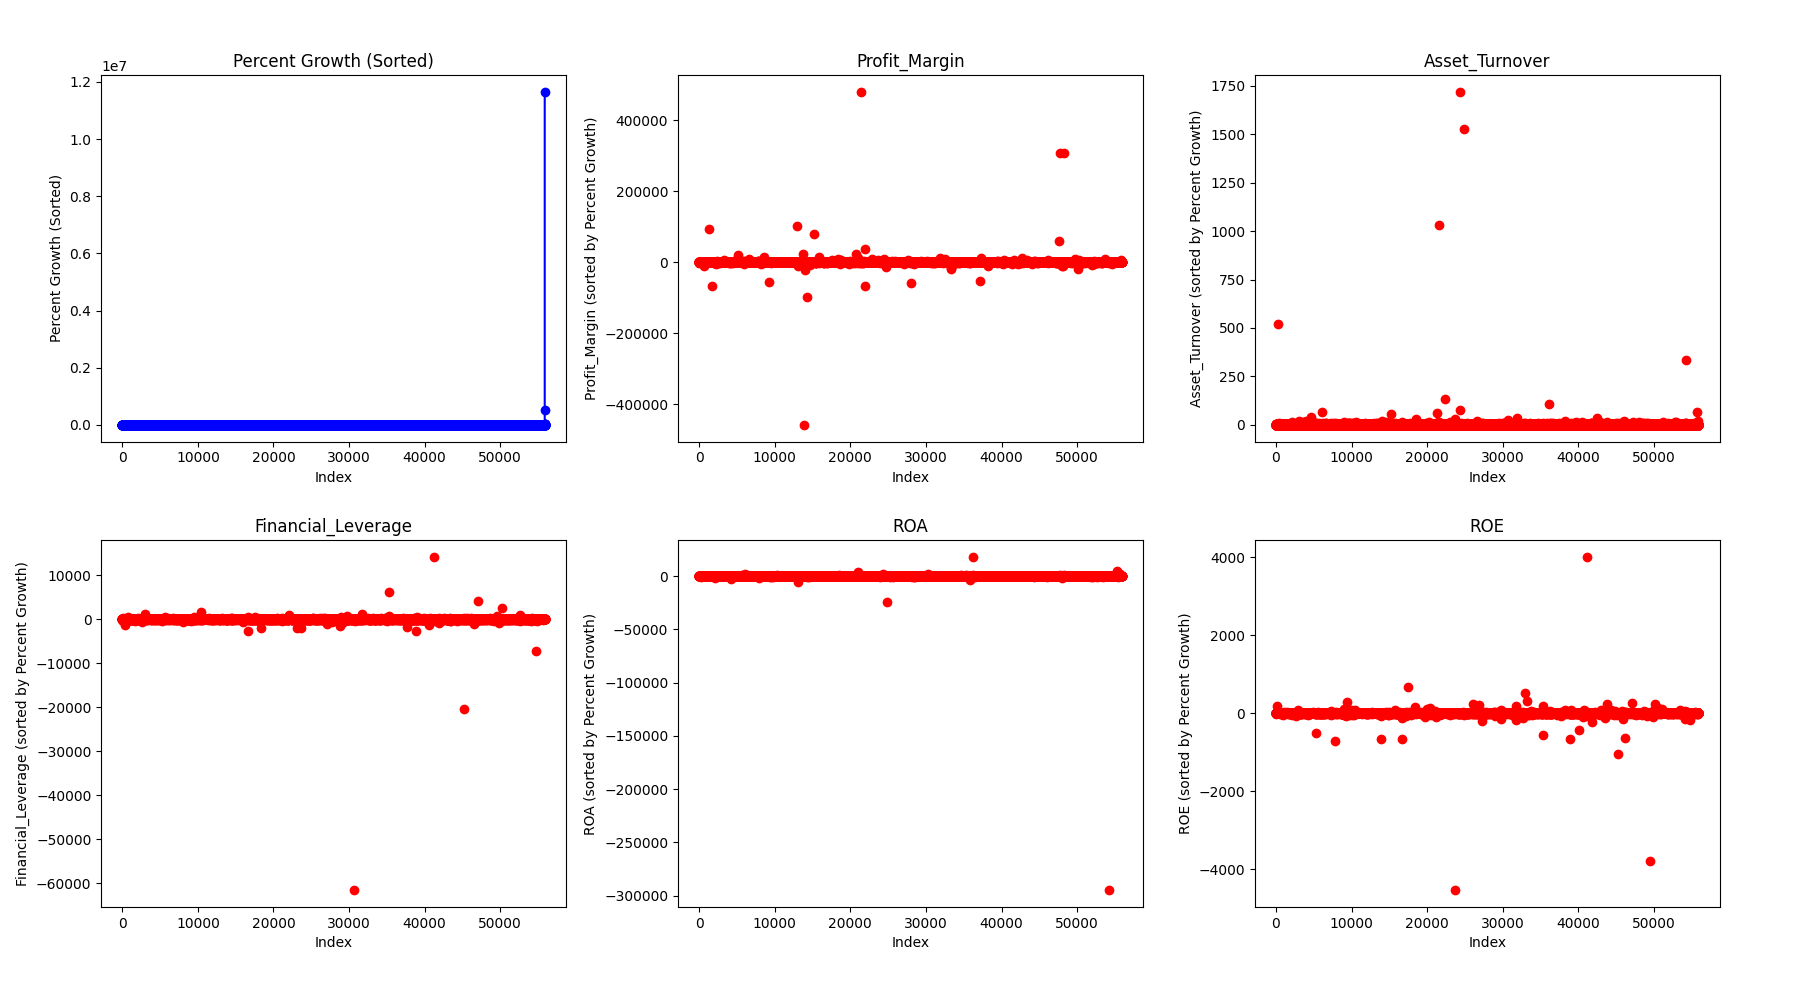 Percent Growth (Sorted)
1e7
Percent Growth (Sorted)
1.2
1.0
0.8
0.6
0.4
0.2
0.0
0 10000 20000 30000 40000 50000
Index
Profit_Margin
Profit_Margin (sorted by Percent Growth)
400000
200000
0
−200000
−400000
0 10000 20000 30000 40000 50000
Index
Asset_Turnover
Asset_Turnover (sorted by Percent Growth)
1750
1500
1250
1000
750
500
250
0
0 10000 20000 30000 40000 50000
Index
Financial_Leverage
Financial_Leverage (sorted by Percent Growth)
10000
0
−10000
−20000
−30000
−40000
−50000
−60000
0 10000 20000 30000 40000 50000
Index
ROA
ROA (sorted by Percent Growth)
0
−50000
−100000
−150000
−200000
−250000
−300000
0 10000 20000 30000 40000 50000
Index
ROE
ROE (sorted by Percent Growth)
4000
2000
0
−2000
−4000
0 10000 20000 30000 40000 50000
Index